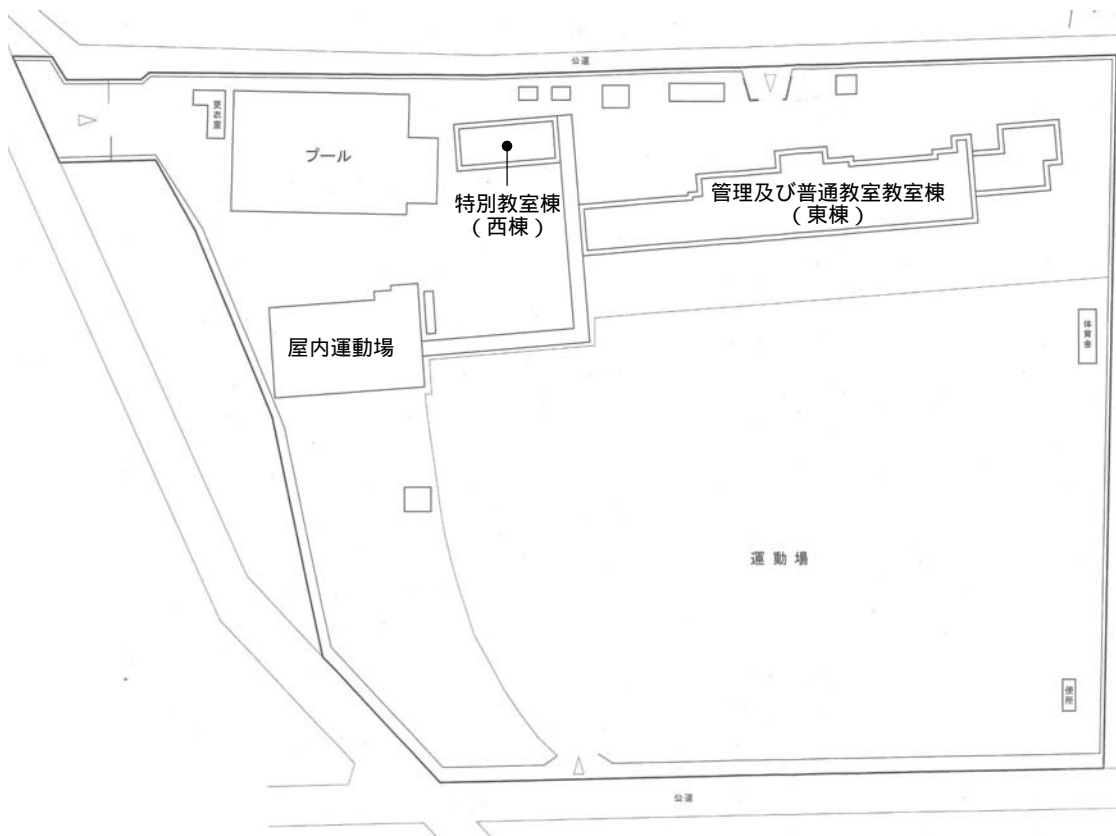 公道
更衣室
プール
特別教室棟
(西棟)
管理及び普通教室教室棟
(東棟)
屋内運動場
体育倉
運動場
便所
公道